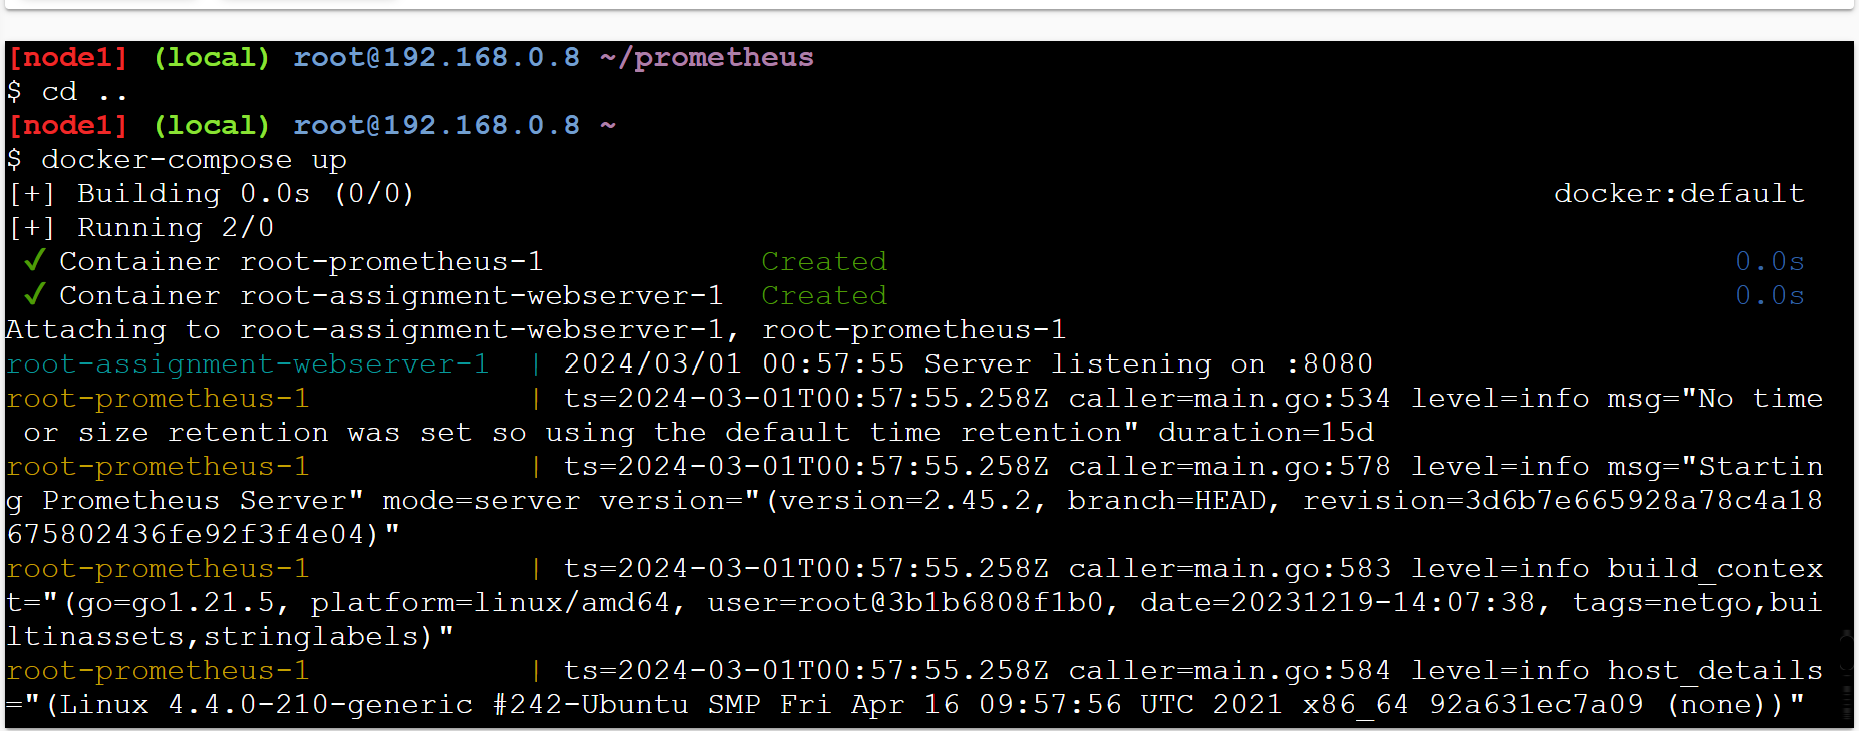 [node1] (local) root@192.168.0.8 ~/prometheus
$ cd ..
[node1] (local) root@192.168.0.8 ~
$ docker-compose up
[+] Building 0.0s (0/0) docker:default
[+] Running 2/0
✓ Container root-prometheus-1 Created 0.0s
✓ Container root-assignment-webserver-1 Created 0.0s
Attaching to root-assignment-webserver-1, root-prometheus-1
root-assignment-webserver-1 | 2024/03/01 00:57:55 Server listening on :8080
root-prometheus-1 | ts=2024-03-01T00:57:55.258Z caller=main.go:534 level=info msg="No time
or size retention was set so using the default time retention" duration=15d
root-prometheus-1 | ts=2024-03-01T00:57:55.258Z caller=main.go:578 level=info msg="Startin
g Prometheus Server" mode=server version="(version=2.45.2, branch=HEAD, revision=3d6b7e665928a78c4a18
675802436fe92f3f4e04)"
root-prometheus-1 | ts=2024-03-01T00:57:55.258Z caller=main.go:583 level=info build_contex
t="(go=go1.21.5, platform=linux/amd64, user=root@3b1b6808f1b0, date=20231219-14:07:38, tags=netgo,bui
ltinassets,stringlabels)"
root-prometheus-1 | ts=2024-03-01T00:57:55.258Z caller=main.go:584 level=info host_details
="(Linux 4.4.0-210-generic #242-Ubuntu SMP Fri Apr 16 09:57:56 UTC 2021 x86_64 92a631ec7a09 (none))"